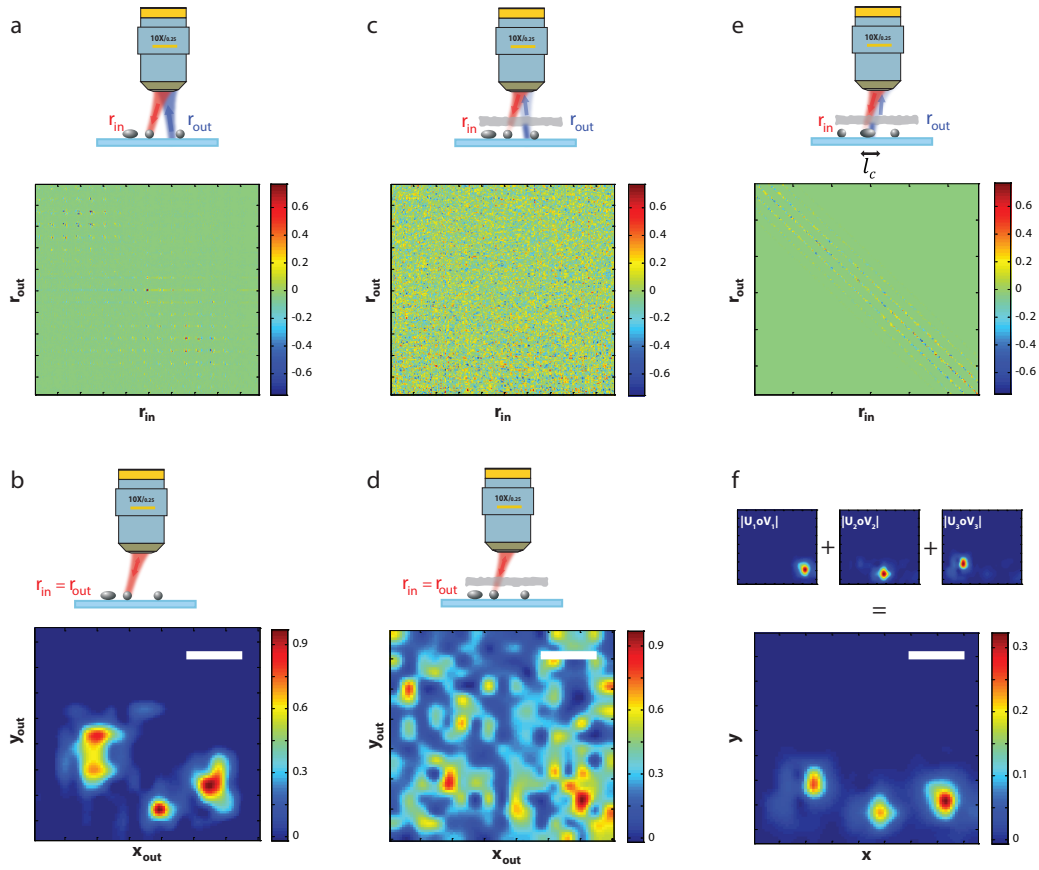 a
10X/0.25
r_in
r_out
r_out
0.6
0.4
0.2
0
-0.2
-0.4
-0.6
r_in
c
10X/0.25
r_in
r_out
r_out
0.6
0.4
0.2
0
-0.2
-0.4
-0.6
r_in
e
10X/0.25
r_in
r_out
l_c
r_out
0.6
0.4
0.2
0
-0.2
-0.4
-0.6
r_in
b
10X/0.25
r_in = r_out
y_out
0.9
0.6
0.3
0
x_out
d
10X/0.25
r_in = r_out
y_out
0.9
0.6
0.3
0
x_out
f
|U_1oV_1| + |U_2oV_2| + |U_3oV_3|
=
y
0.3
0.2
0.1
0
x